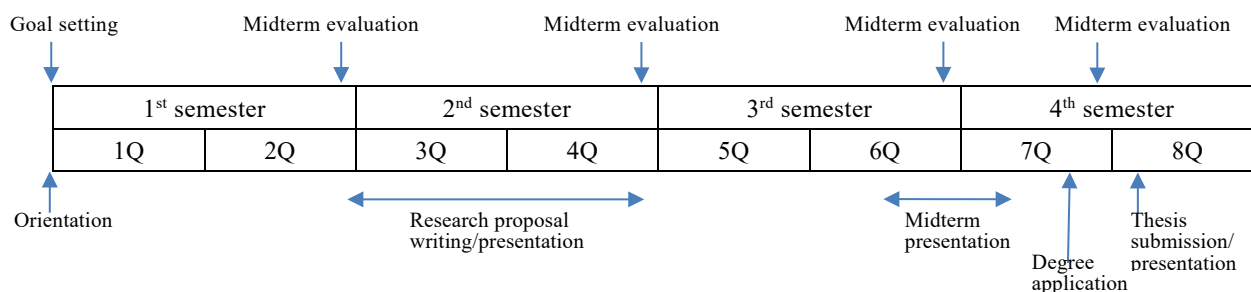 Goal setting
Midterm evaluation
Midterm evaluation
Midterm evaluation
Midterm evaluation
1st semester
2nd semester
3rd semester
4th semester
1Q
2Q
3Q
4Q
5Q
6Q
7Q
8Q
Orientation
Research proposal
writing/presentation
Midterm
presentation
Degree
application
Thesis
submission/
presentation